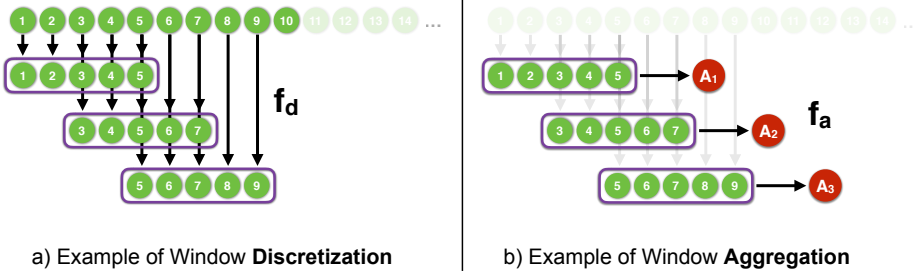 1 2 3 4 5 6 7 8 9 10 11 12 13 14 ...
1 2 3 4 5
3 4 5 6 7
5 6 7 8 9
fd
a) Example of Window Discretization
1 2 3 4 5 6 7 8 9 10 11 12 13 14 ...
1 2 3 4 5 A1
3 4 5 6 7 A2
5 6 7 8 9 A3
fa
b) Example of Window Aggregation